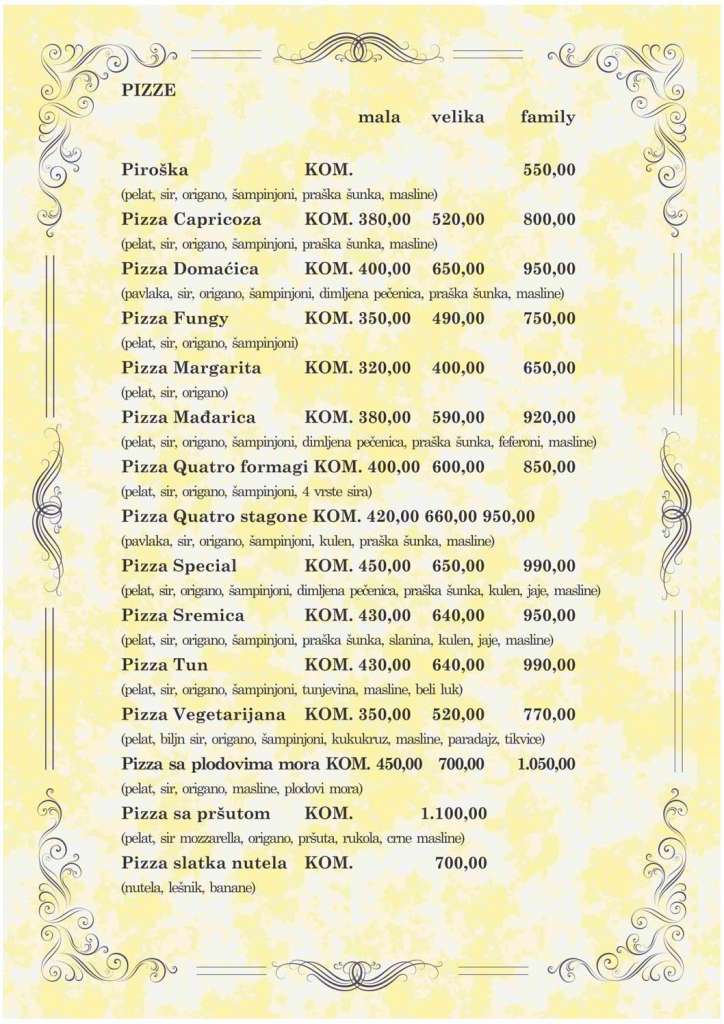 PIZZE
mala velika family
Piroška KOM. 550,00
(pelat, sir, origano, šampinjoni, praška šunka, masline)
Pizza Capricoza KOM. 380,00 520,00 800,00
(pelat, sir, origano, šampinjoni, praška šunka, masline)
Pizza Domaćica KOM. 400,00 650,00 950,00
(pavlaka, sir, origano, šampinjoni, dimljena pečenica, praška šunka, masline)
Pizza Fungy KOM. 350,00 490,00 750,00
(pelat, sir, origano, šampinjoni)
Pizza Margarita KOM. 320,00 400,00 650,00
(pelat, sir, origano)
Pizza Mađarica KOM. 380,00 590,00 920,00
(pelat, sir, origano, šampinjoni, dimljena pečenica, praška šunka, feferoni, masline)
Pizza Quatro formagi KOM. 400,00 600,00 850,00
(pelat, sir, origano, šampinjoni, 4 vrste sira)
Pizza Quatro stagone KOM. 420,00 660,00 950,00
(pavlaka, sir, origano, šampinjoni, kulen, praška šunka, masline)
Pizza Special KOM. 450,00 650,00 990,00
(pelat, sir, origano, šampinjoni, dimljena pečenica, praška šunka, kulen, jaje, masline)
Pizza Sremica KOM. 430,00 640,00 950,00
(pelat, sir, origano, šampinjoni, praška šunka, slanina, kulen, jaje, masline)
Pizza Tun KOM. 430,00 640,00 990,00
(pelat, sir, origano, šampinjoni, tunjevina, masline, beli luk)
Pizza Vegetarijana KOM. 350,00 520,00 770,00
(pelat, biljn sir, origano, šampinjoni, kukukruz, masline, paradajz, tikvice)
Pizza sa plodovima mora KOM. 450,00 700,00 1.050,00
(pelat, sir, origano, masline, plodovi mora)
Pizza sa pršutom KOM. 1.100,00
(pelat, sir mozzarella, origano, pršuta, rukola, crne masline)
Pizza slatka nutela KOM. 700,00
(nutela, lešnik, banane)